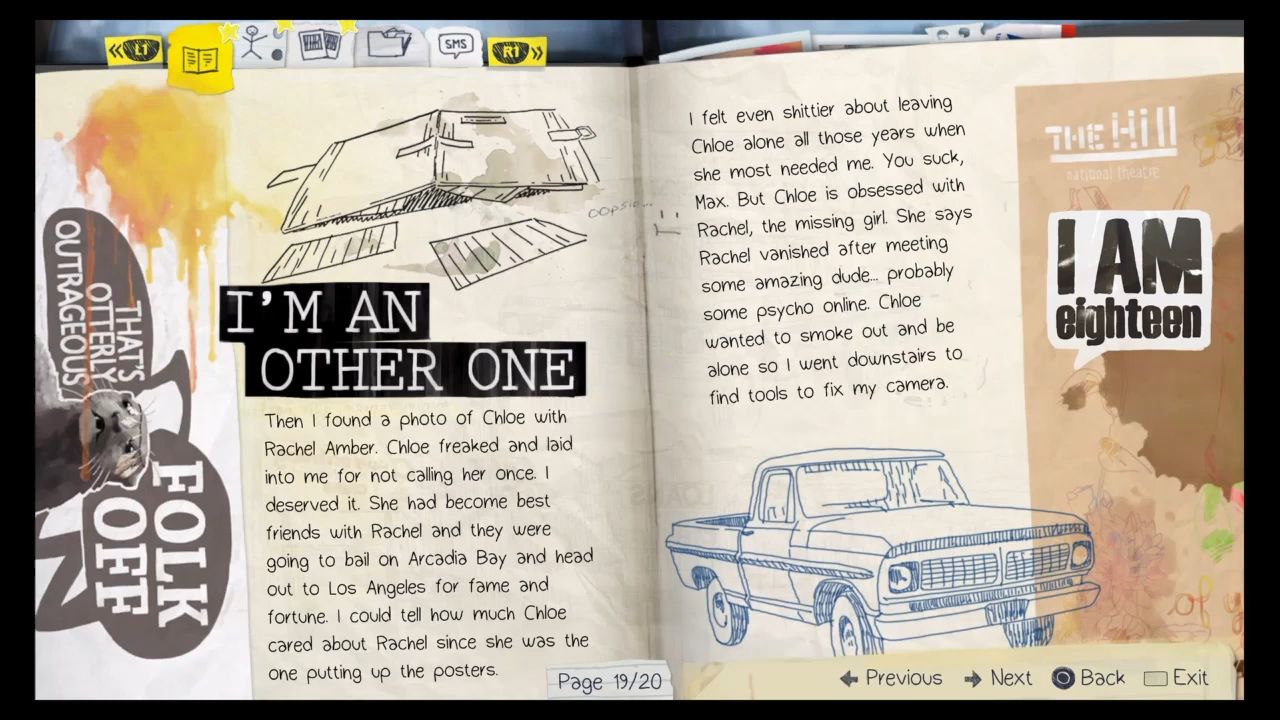 L1
SMS
R1
THAT'S
OTTERLY
OUTRAGEOUS
FOLK
OFF
oopsie...
I'M AN
OTHER ONE
Then I found a photo of Chloe with
Rachel Amber. Chloe freaked and laid
into me for not calling her once. I
deserved it. She had become best
friends with Rachel and they were
going to bail on Arcadia Bay and head
out to Los Angeles for fame and
fortune. I could tell how much Chloe
cared about Rachel since she was the
one putting up the posters.
Page 19/20
I felt even shittier about leaving
Chloe alone all those years when
she most needed me. You suck,
Max. But Chloe is obsessed with
Rachel, the missing girl. She says
Rachel vanished after meeting
some amazing dude... probably
some psycho online. Chloe
wanted to smoke out and be
alone so I went downstairs to
find tools to fix my camera.
THE Hill
national theatre
I AM
eighteen
of
Previous
Next
Back
Exit